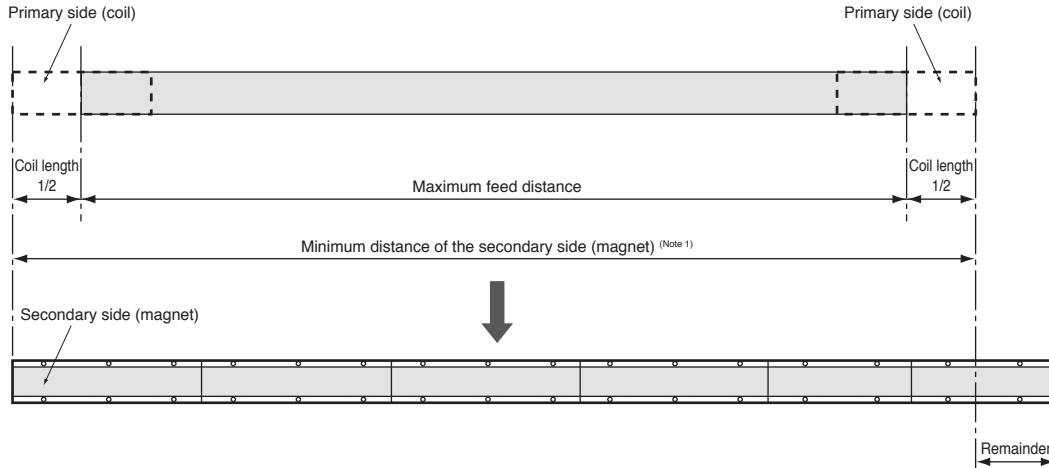 Primary side (coil)
Primary side (coil)
Coil length
1/2
Maximum feed distance
Coil length
1/2
Minimum distance of the secondary side (magnet) (Note 1)
Secondary side (magnet)
Remainder